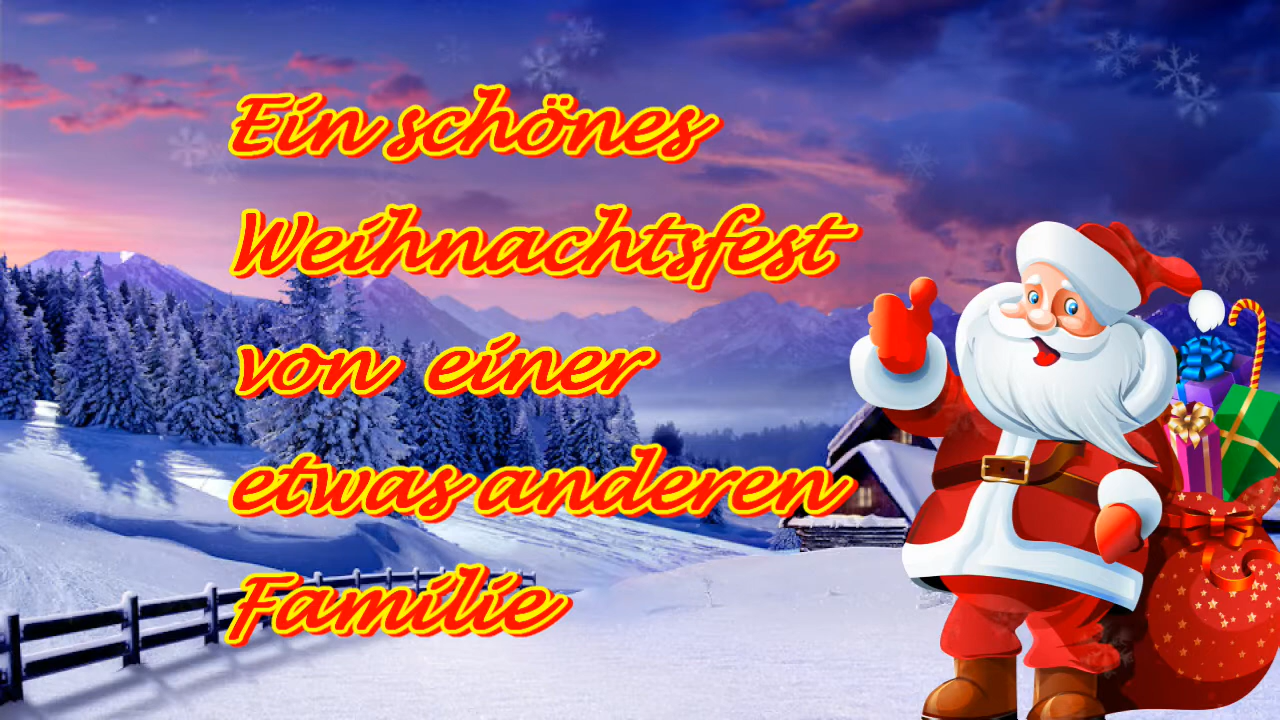 Ein schönes
Weihnachtsfest
von einer
etwas anderen
Familie